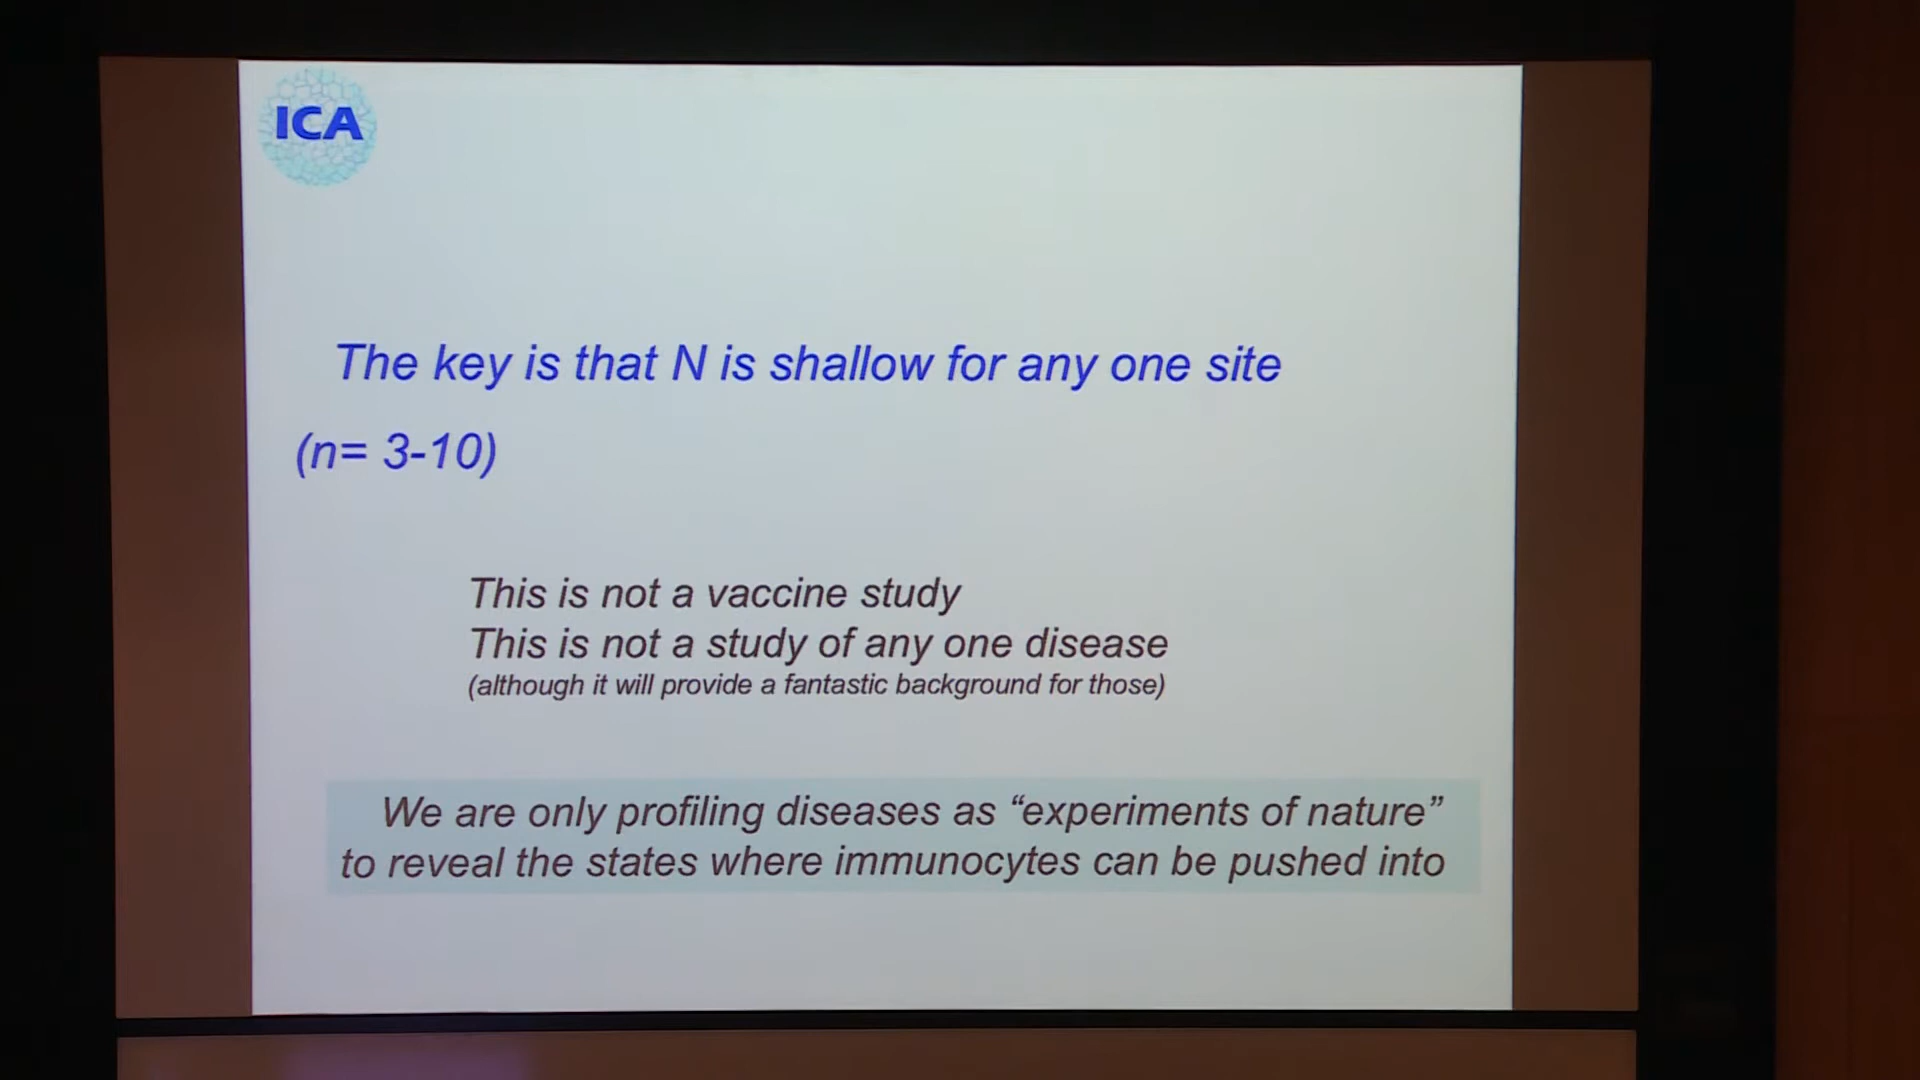 ICA
The key is that N is shallow for any one site
(n= 3-10)
This is not a vaccine study
This is not a study of any one disease
(although it will provide a fantastic background for those)
We are only profiling diseases as “experiments of nature”
to reveal the states where immunocytes can be pushed into